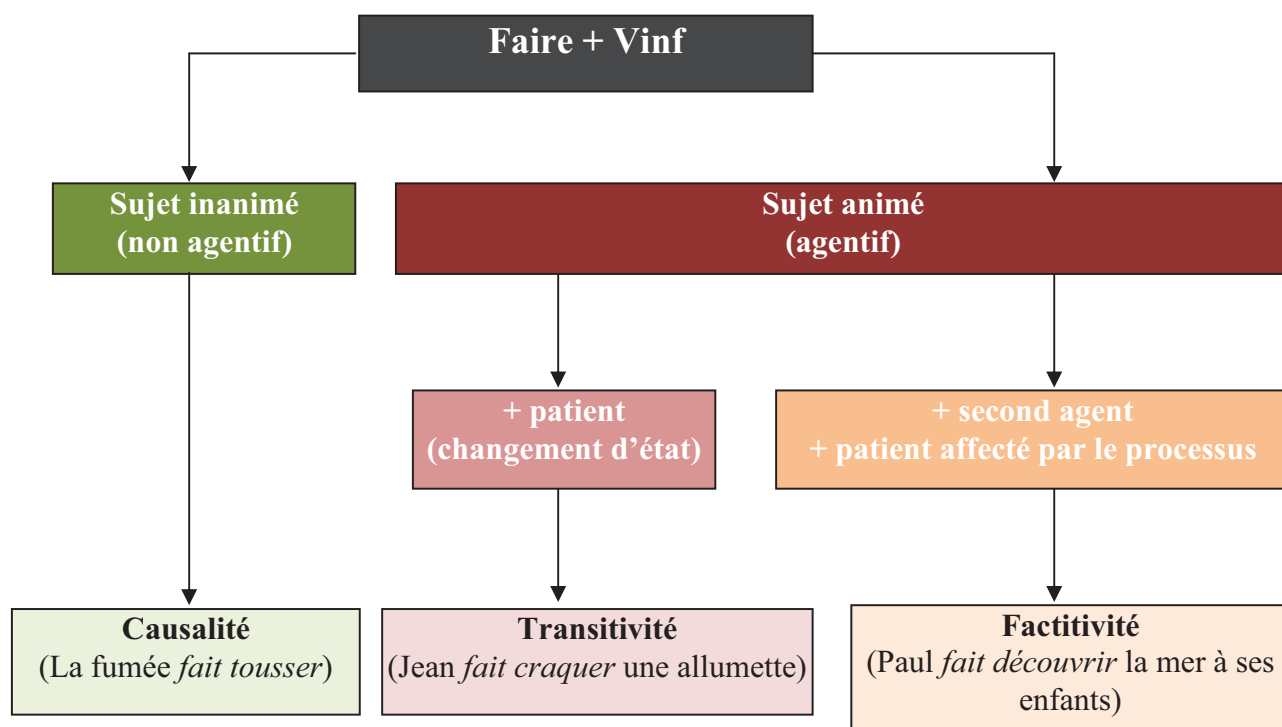 Faire + Vinf
Sujet inanimé
(non agentif)
Sujet animé
(agentif)
+ patient
(changement d’état)
+ second agent
+ patient affecté par le processus
Causalité
(La fumée fait tousser)
Transitivité
(Jean fait craquer une allumette)
Factitivité
(Paul fait découvrir la mer à ses
enfants)